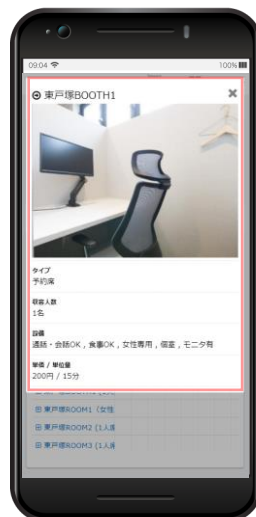 09:04 100%
東戸塚BOOTH1
タイプ
予約席
収容人数
1名
設備
通話・会話OK , 食事OK , 女性専用 , 個室 , モニタ有
単価 / 単位量
200円 / 15分
東戸塚ROOM1（女性
東戸塚ROOM2 (1人用
東戸塚ROOM3 (1人用